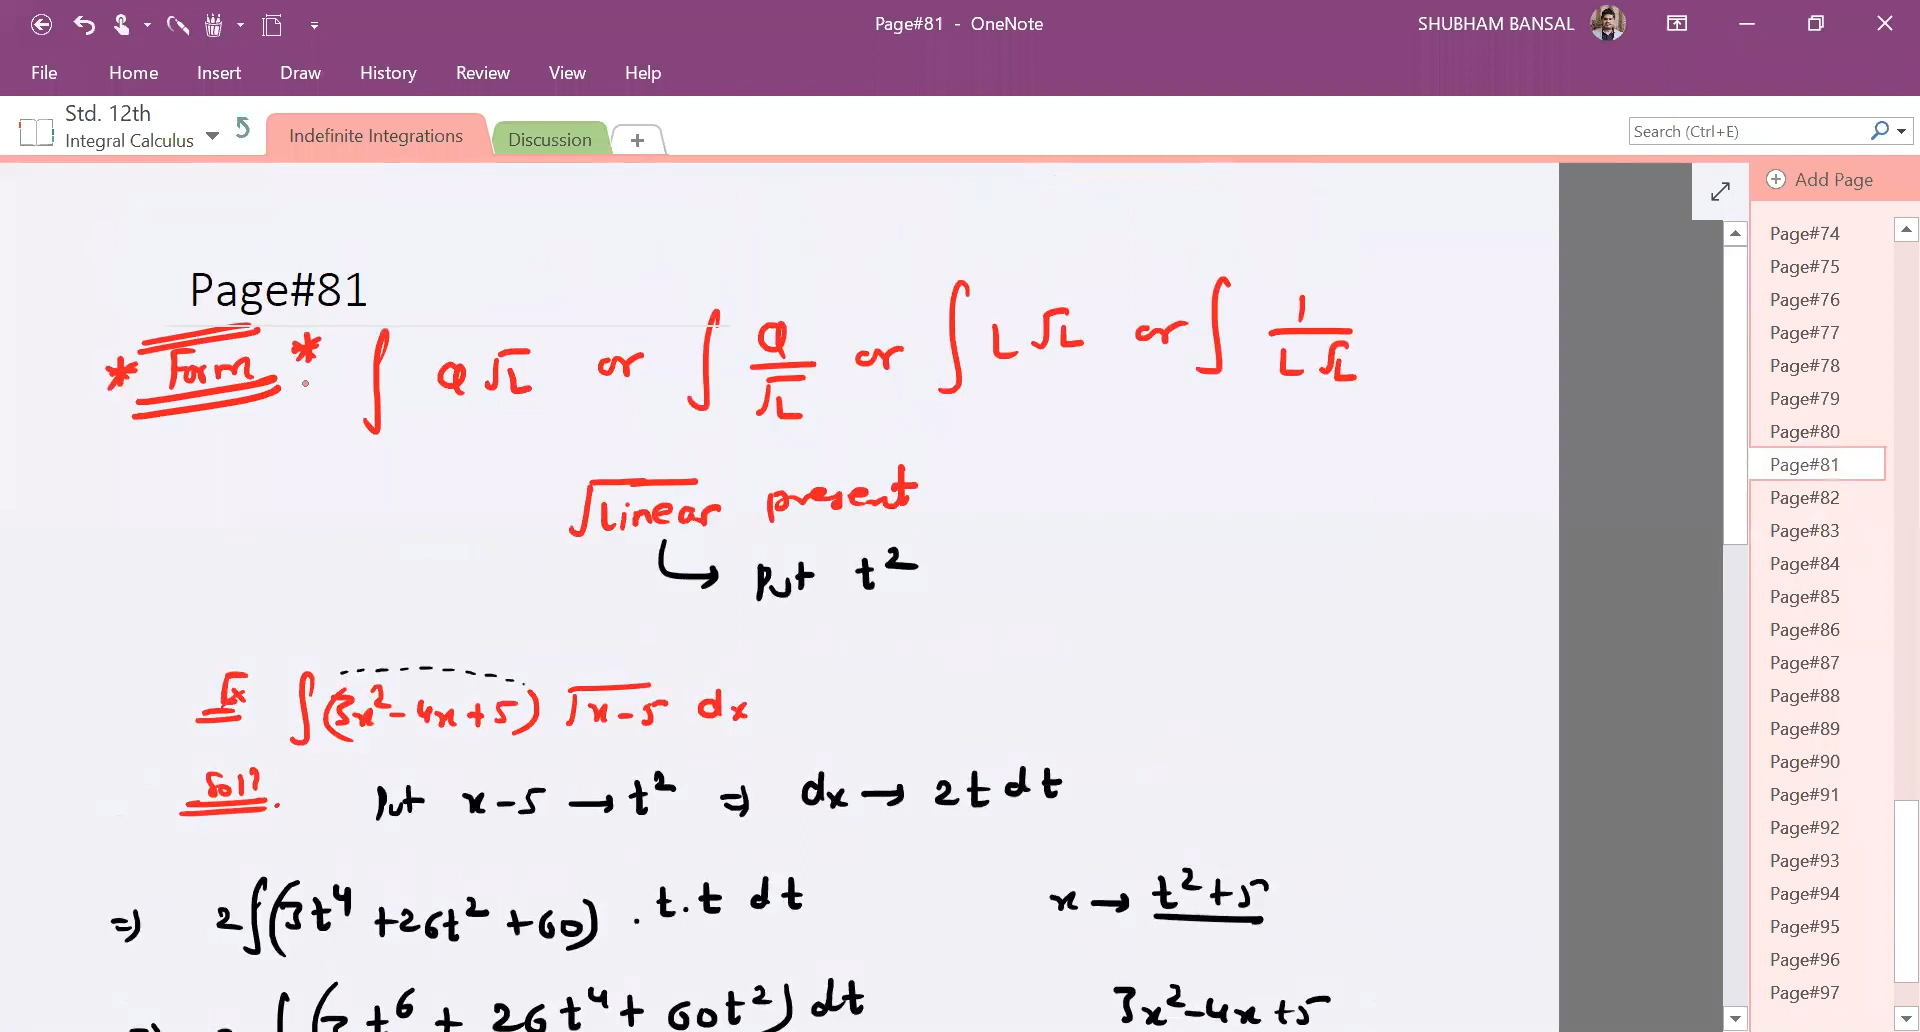 Page#81 - OneNote
SHUBHAM BANSAL
File Home Insert Draw History Review View Help
Std. 12th
Integral Calculus
Indefinite Integrations
Discussion
+
Search (Ctrl+E)
Add Page
Page#81
* Form * ∫ Q √L or ∫ Q/√L or ∫ L √L or ∫ 1/(L √L)
√linear present
↳ Put t²
Ex ∫(3x²-4x+5) √x-5 dx
Solⁿ. Put x-5 → t² ⇒ dx → 2t dt
⇒ 2∫(3t⁴ +26t² +60) . t.t dt
x → t²+5
∫(3t⁶ + 26t⁴ + 60t²) dt
3x²-4x+5
Page#74
Page#75
Page#76
Page#77
Page#78
Page#79
Page#80
Page#81
Page#82
Page#83
Page#84
Page#85
Page#86
Page#87
Page#88
Page#89
Page#90
Page#91
Page#92
Page#93
Page#94
Page#95
Page#96
Page#97